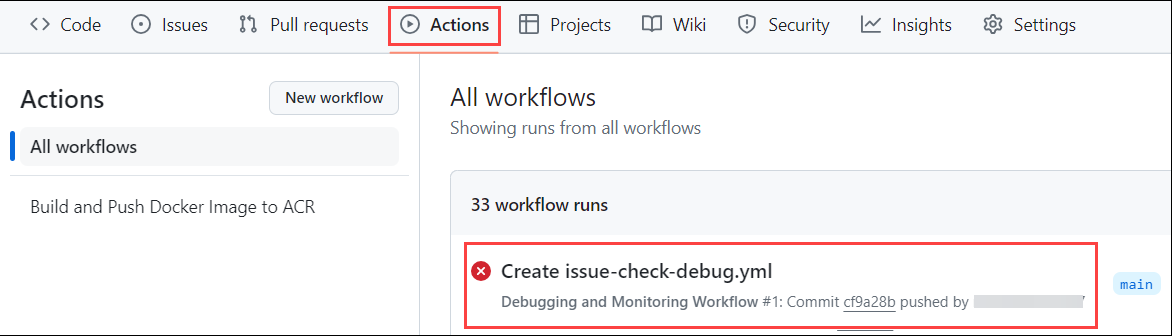 Code Issues Pull requests Actions Projects Wiki Security Insights Settings
Actions
New workflow
All workflows
Build and Push Docker Image to ACR
All workflows
Showing runs from all workflows
33 workflow runs
Create issue-check-debug.yml
Debugging and Monitoring Workflow #1: Commit cf9a28b pushed by
main